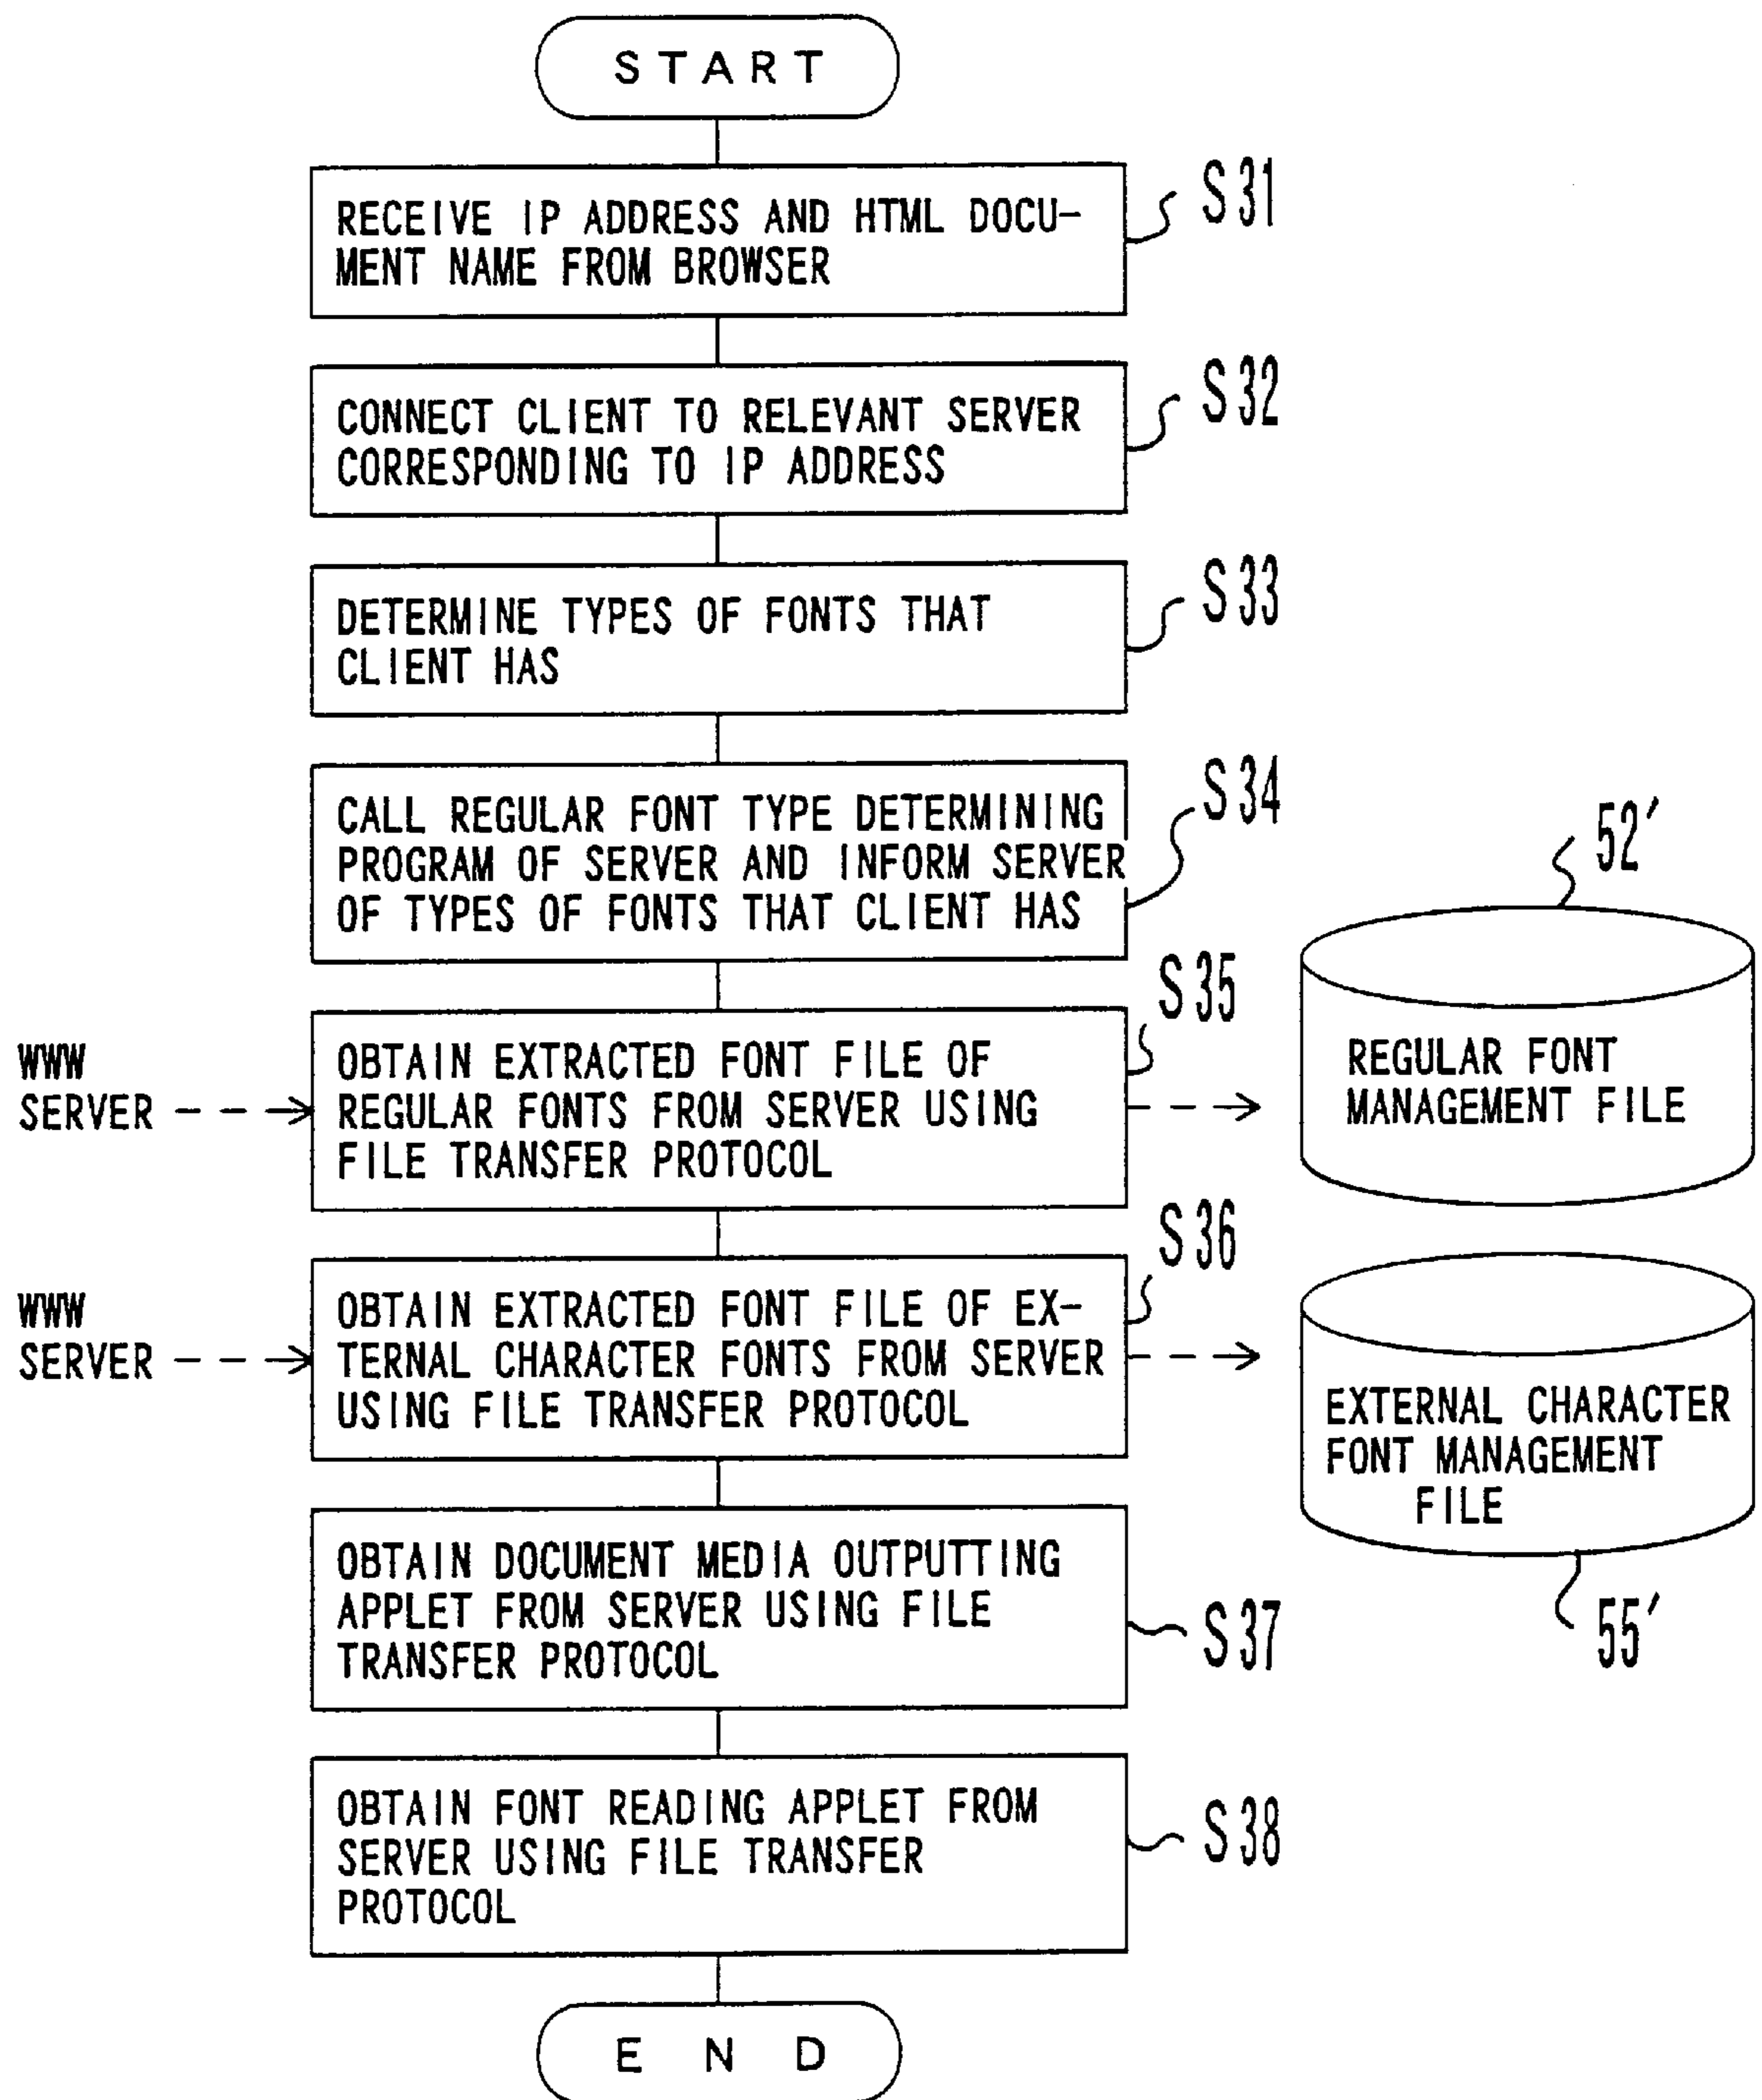 START
RECEIVE IP ADDRESS AND HTML DOCU-
MENT NAME FROM BROWSER
S31
CONNECT CLIENT TO RELEVANT SERVER
CORRESPONDING TO IP ADDRESS
S32
DETERMINE TYPES OF FONTS THAT
CLIENT HAS
S33
CALL REGULAR FONT TYPE DETERMINING
PROGRAM OF SERVER AND INFORM SERVER
OF TYPES OF FONTS THAT CLIENT HAS
S34
WWW
SERVER
OBTAIN EXTRACTED FONT FILE OF
REGULAR FONTS FROM SERVER USING
FILE TRANSFER PROTOCOL
S35
52'
REGULAR FONT
MANAGEMENT FILE
WWW
SERVER
OBTAIN EXTRACTED FONT FILE OF EX-
TERNAL CHARACTER FONTS FROM SERVER
USING FILE TRANSFER PROTOCOL
S36
EXTERNAL CHARACTER
FONT MANAGEMENT
FILE
55'
OBTAIN DOCUMENT MEDIA OUTPUTTING
APPLET FROM SERVER USING FILE
TRANSFER PROTOCOL
S37
OBTAIN FONT READING APPLET FROM
SERVER USING FILE TRANSFER
PROTOCOL
S38
END